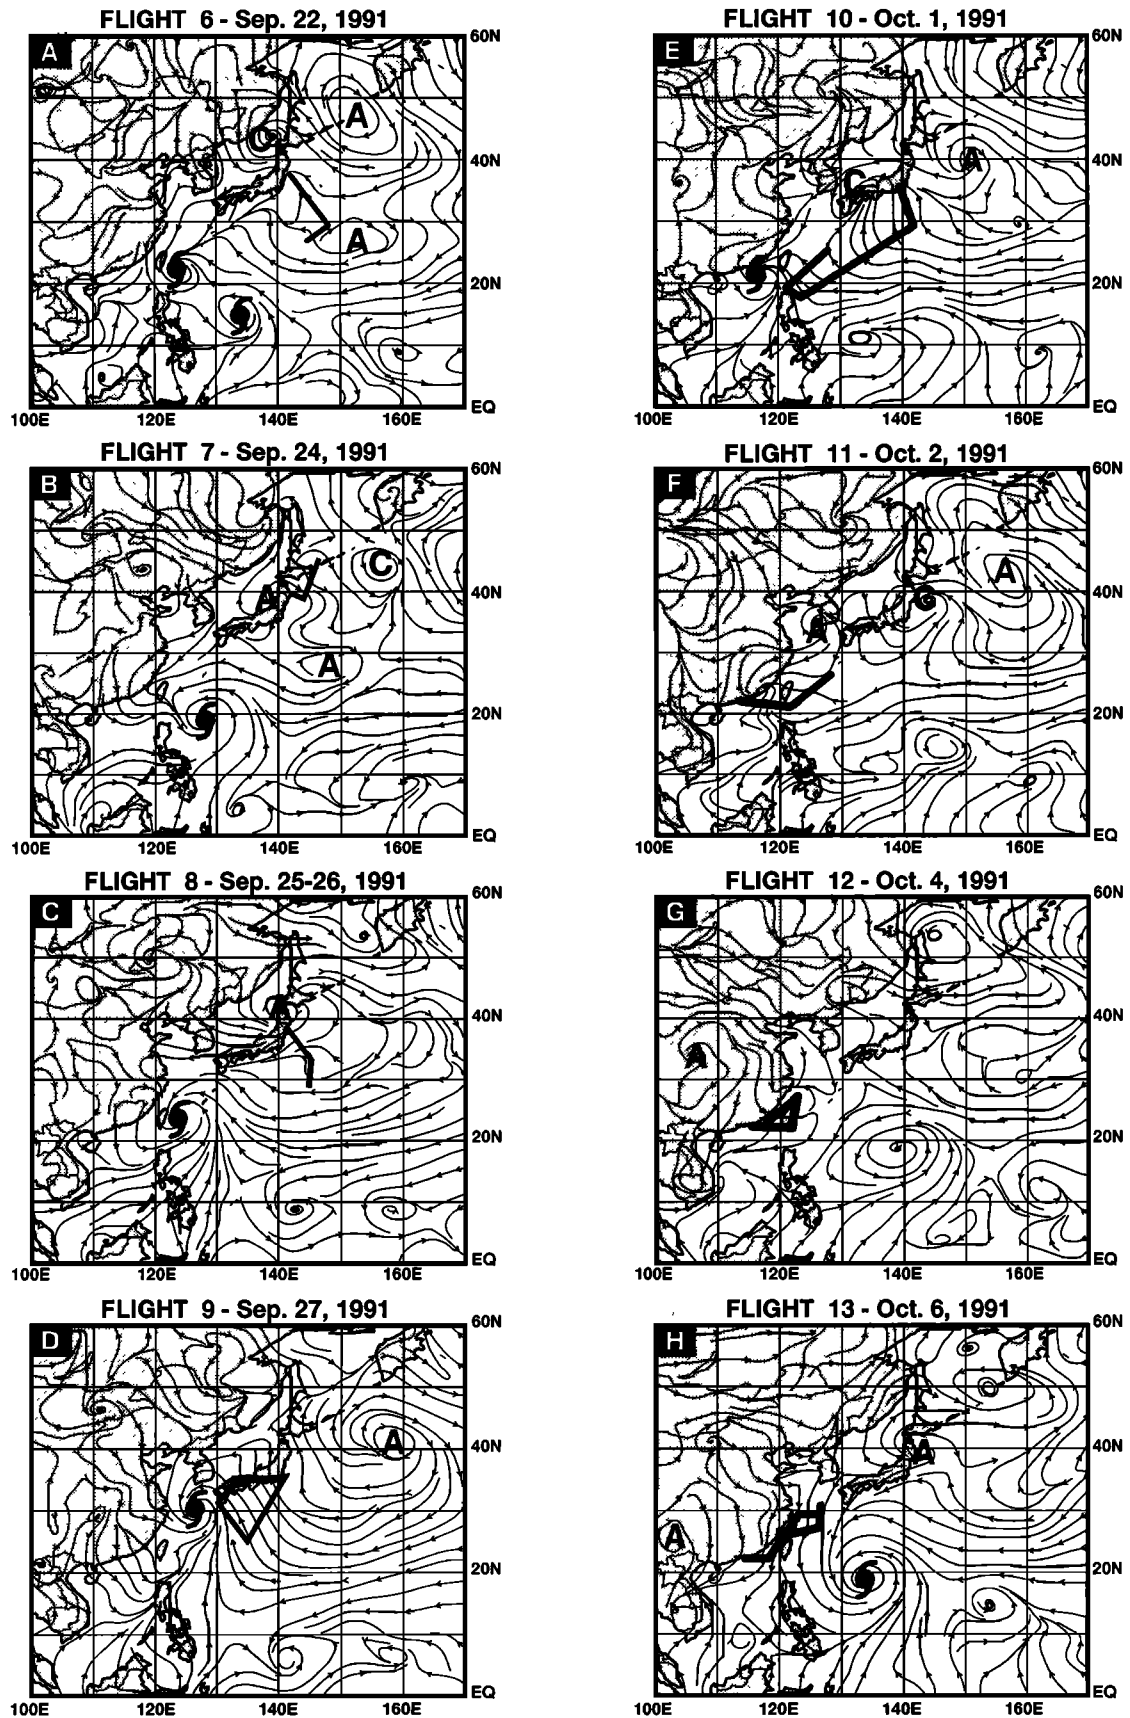 FLIGHT 6 - Sep. 22, 1991
A
60N
A
C
40N
A
20N
EQ
100E 120E 140E 160E
FLIGHT 7 - Sep. 24, 1991
B
60N
C
A
40N
A
20N
EQ
100E 120E 140E 160E
FLIGHT 8 - Sep. 25-26, 1991
C
60N
A
40N
20N
EQ
100E 120E 140E 160E
FLIGHT 9 - Sep. 27, 1991
D
60N
A
40N
20N
EQ
100E 120E 140E 160E
FLIGHT 10 - Oct. 1, 1991
E
60N
A
40N
C
20N
EQ
100E 120E 140E 160E
FLIGHT 11 - Oct. 2, 1991
F
60N
A
40N
C
A
20N
EQ
100E 120E 140E 160E
FLIGHT 12 - Oct. 4, 1991
G
60N
40N
A
20N
EQ
100E 120E 140E 160E
FLIGHT 13 - Oct. 6, 1991
H
60N
A
40N
A
20N
EQ
100E 120E 140E 160E